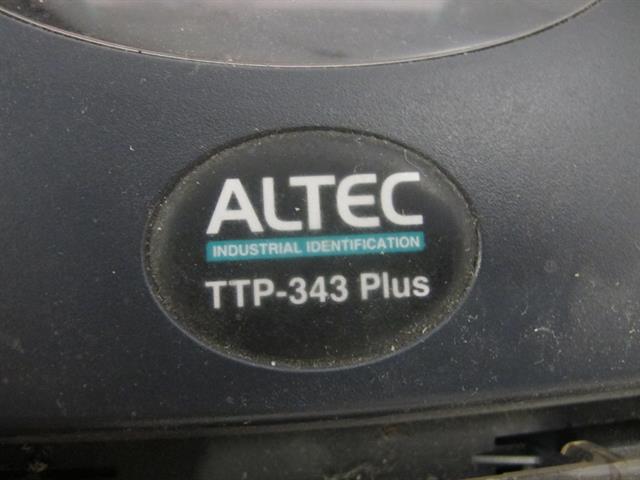 ALTEC
INDUSTRIAL IDENTIFICATION
TTP-343 Plus